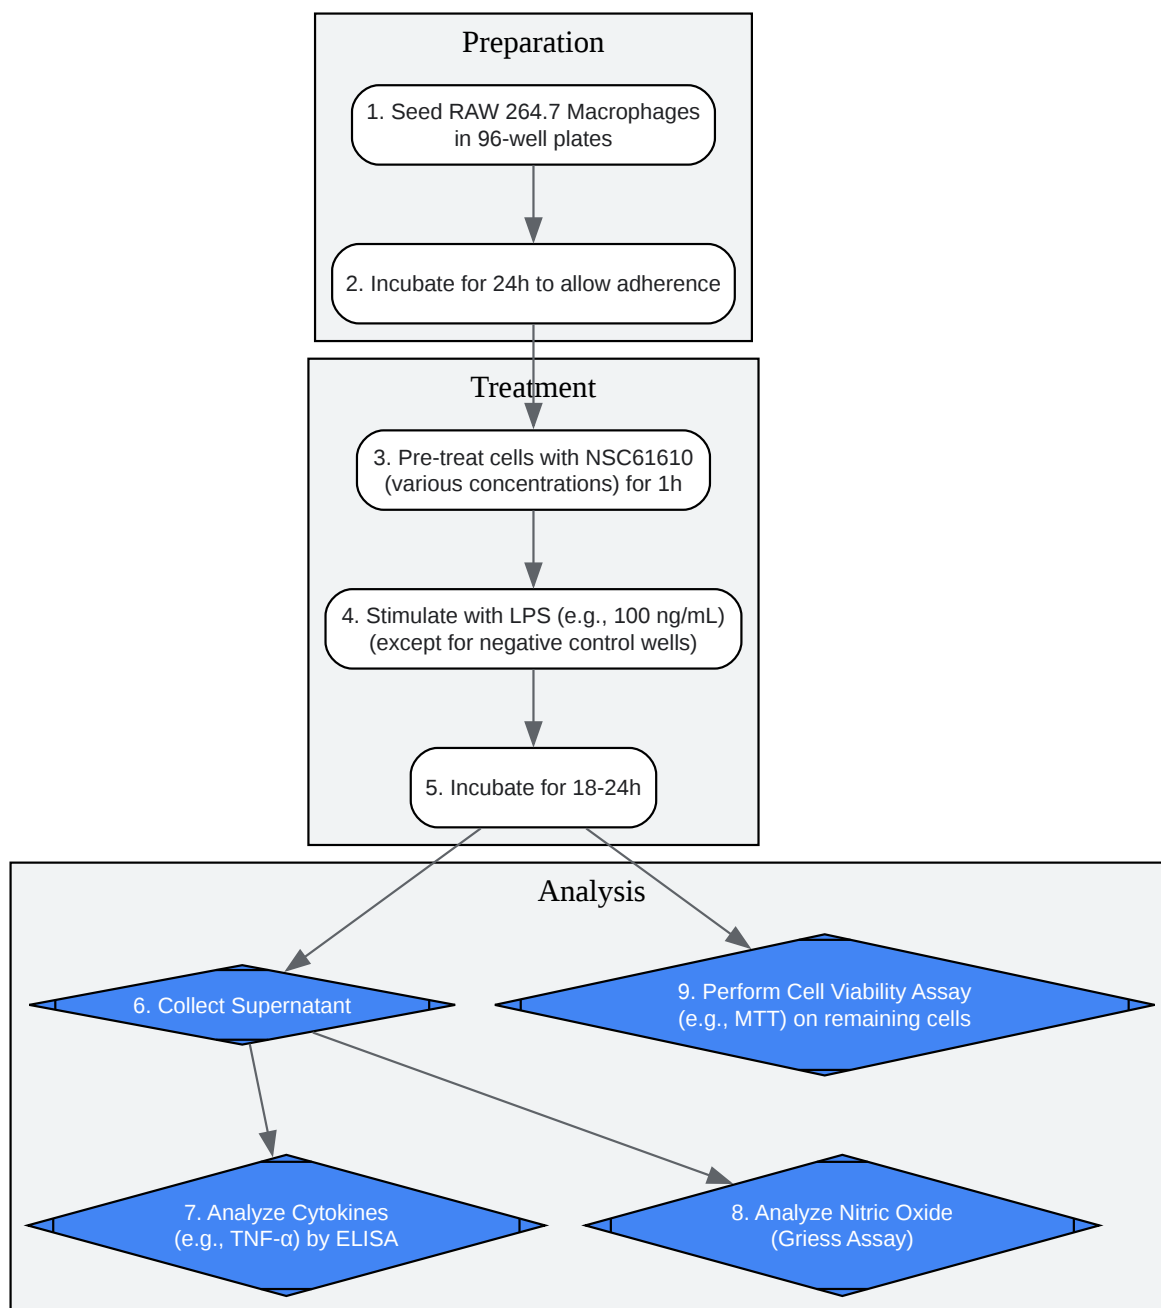 Preparation
1. Seed RAW 264.7 Macrophages
in 96-well plates
2. Incubate for 24h to allow adherence
Treatment
3. Pre-treat cells with NSC61610
(various concentrations) for 1h
4. Stimulate with LPS (e.g., 100 ng/mL)
(except for negative control wells)
5. Incubate for 18-24h
Analysis
6. Collect Supernatant
9. Perform Cell Viability Assay
(e.g., MTT) on remaining cells
7. Analyze Cytokines
(e.g., TNF-α) by ELISA
8. Analyze Nitric Oxide
(Griess Assay)